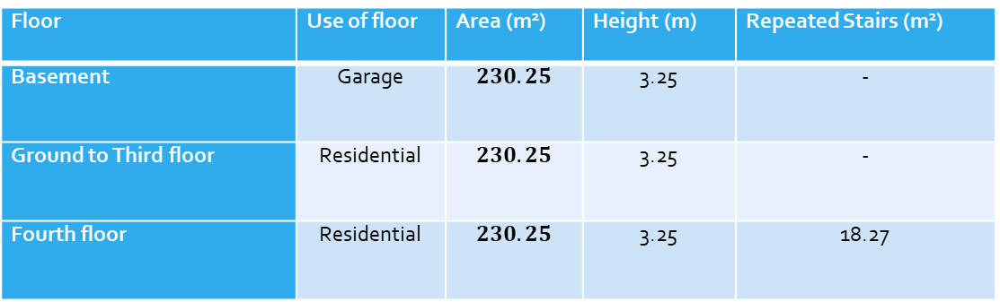 Floor Use of floor Area (m²) Height (m) Repeated Stairs (m²)
Basement Garage 230.25 3.25 -
Ground to Third floor Residential 230.25 3.25 -
Fourth floor Residential 230.25 3.25 18.27